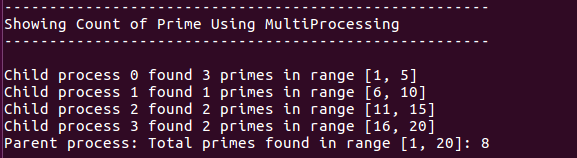 -------------------------------------------------------
Showing Count of Prime Using MultiProcessing
-------------------------------------------------------
Child process 0 found 3 primes in range [1, 5]
Child process 1 found 1 primes in range [6, 10]
Child process 2 found 2 primes in range [11, 15]
Child process 3 found 2 primes in range [16, 20]
Parent process: Total primes found in range [1, 20]: 8